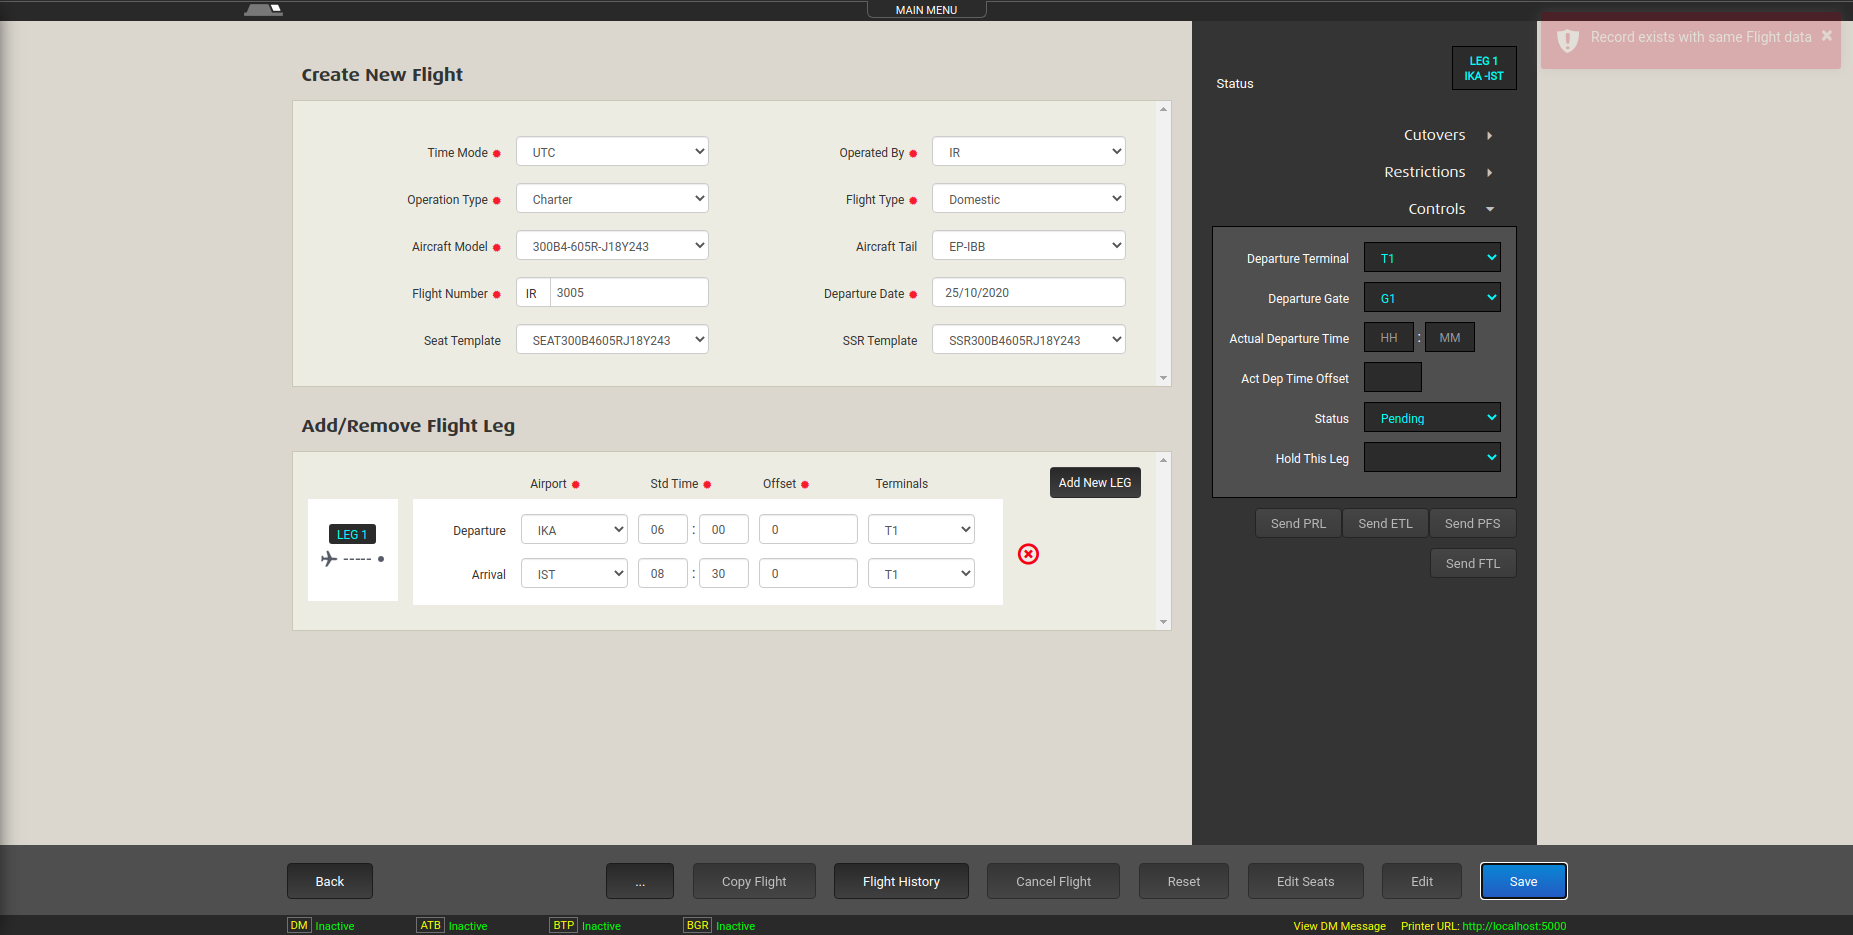 MAIN MENU
Record exists with same Flight data ×
Create New Flight
Time Mode UTC Operated By IR
Operation Type Charter Flight Type Domestic
Aircraft Model 300B4-605R-J18Y243 Aircraft Tail EP-IBB
Flight Number IR 3005 Departure Date 25/10/2020
Seat Template SEAT300B4605RJ18Y243 SSR Template SSR300B4605RJ18Y243
Add/Remove Flight Leg
Airport Std Time Offset Terminals Add New LEG
LEG 1
Departure IKA 06 : 00 0 T1
Arrival IST 08 : 30 0 T1
Status
LEG 1
IKA -IST
Cutovers
Restrictions
Controls
Departure Terminal T1
Departure Gate G1
Actual Departure Time HH : MM
Act Dep Time Offset
Status Pending
Hold This Leg
Send PRL Send ETL Send PFS
Send FTL
Back ... Copy Flight Flight History Cancel Flight Reset Edit Seats Edit Save
DM Inactive ATB Inactive BTP Inactive BGR Inactive View DM Message Printer URL: http://localhost:5000